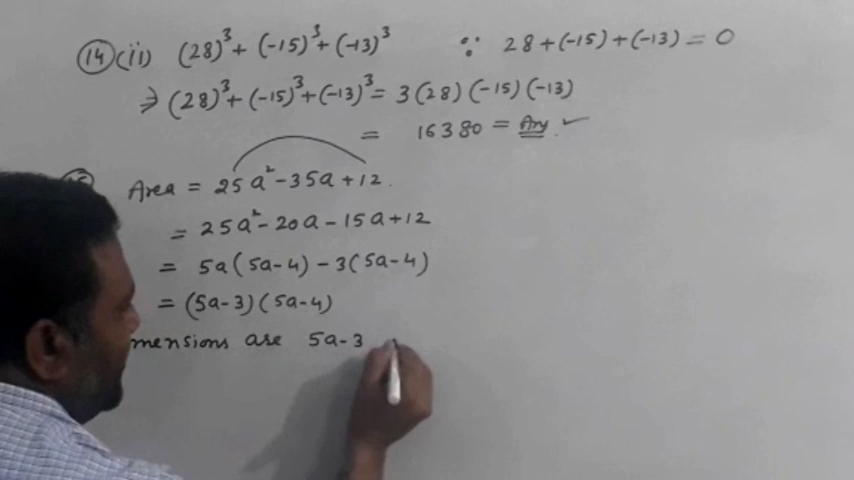 14 (ii) (28)³ + (-15)³ + (-13)³ ∵ 28 + (-15) + (-13) = 0
⇒ (28)³ + (-15)³ + (-13)³ = 3 (28) (-15) (-13)
= 16380 = Ans. ✓
Area = 25a² - 35a + 12.
= 25a² - 20a - 15a + 12
= 5a (5a-4) - 3 (5a-4)
= (5a-3) (5a-4)
mensions are 5a-3